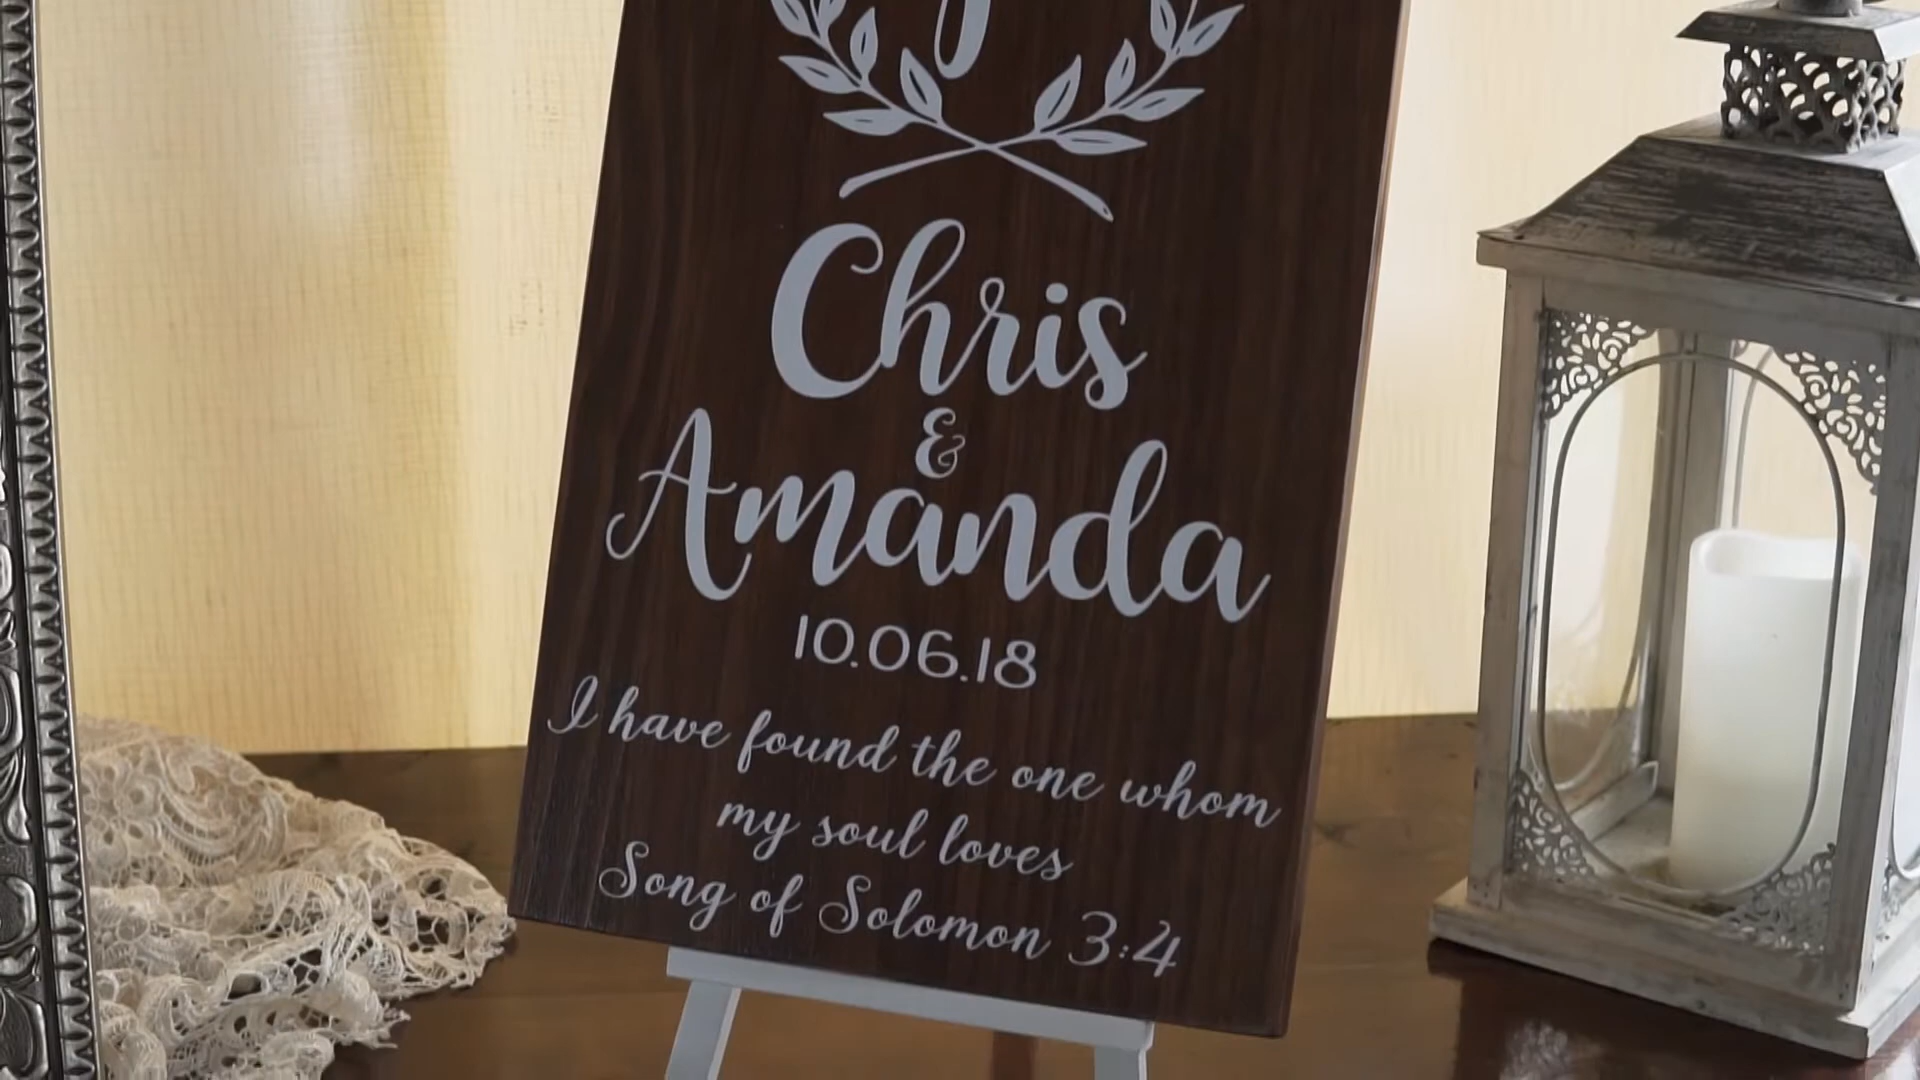 Chris
&
Amanda
10.06.18
I have found the one whom
my soul loves
Song of Solomon 3:4